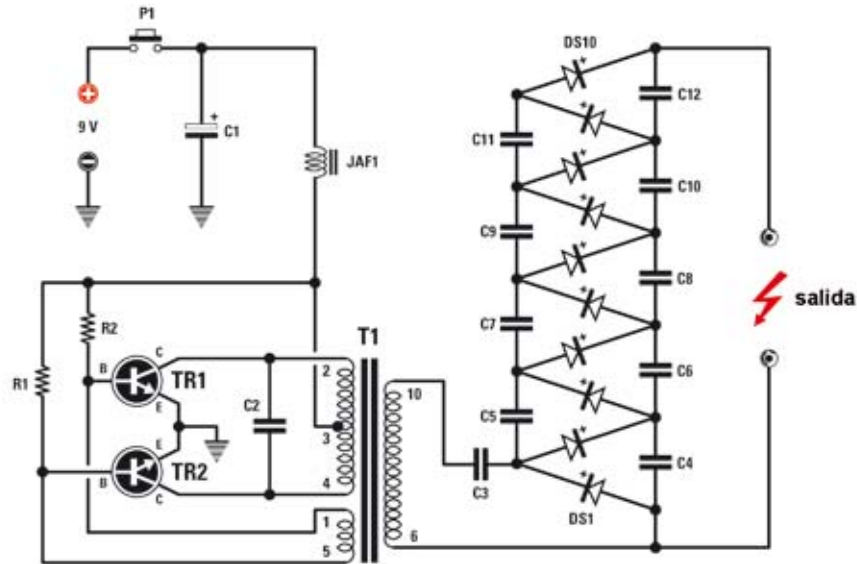 P1
9 V
+
C1
JAF1
R1
R2
B
C
E
TR1
E
B
C
TR2
C2
T1
2
3
4
1
5
10
6
C3
DS10
C12
C11
C10
C9
C8
C7
C6
C5
C4
DS1
salida